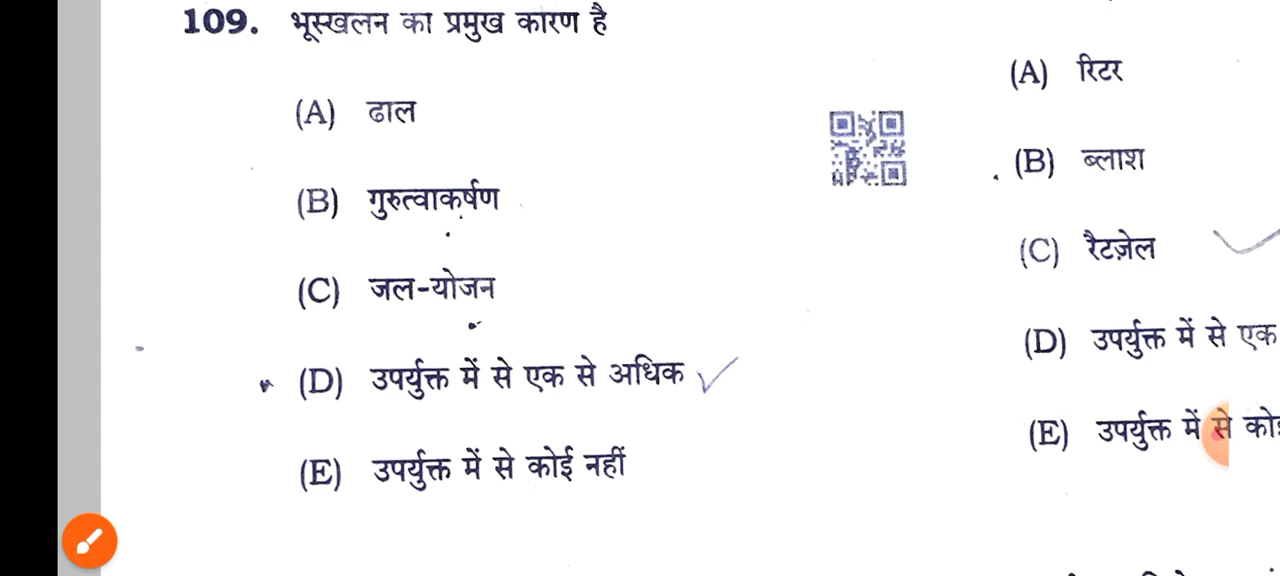 109. भूस्खलन का प्रमुख कारण है
(A) ढाल
(B) गुरुत्वाकर्षण
(C) जल-योजन
(D) उपर्युक्त में से एक से अधिक
(E) उपर्युक्त में से कोई नहीं
(A) रिटर
(B) ब्लाश
(C) रैटज़ेल
(D) उपर्युक्त में से एक
(E) उपर्युक्त में से